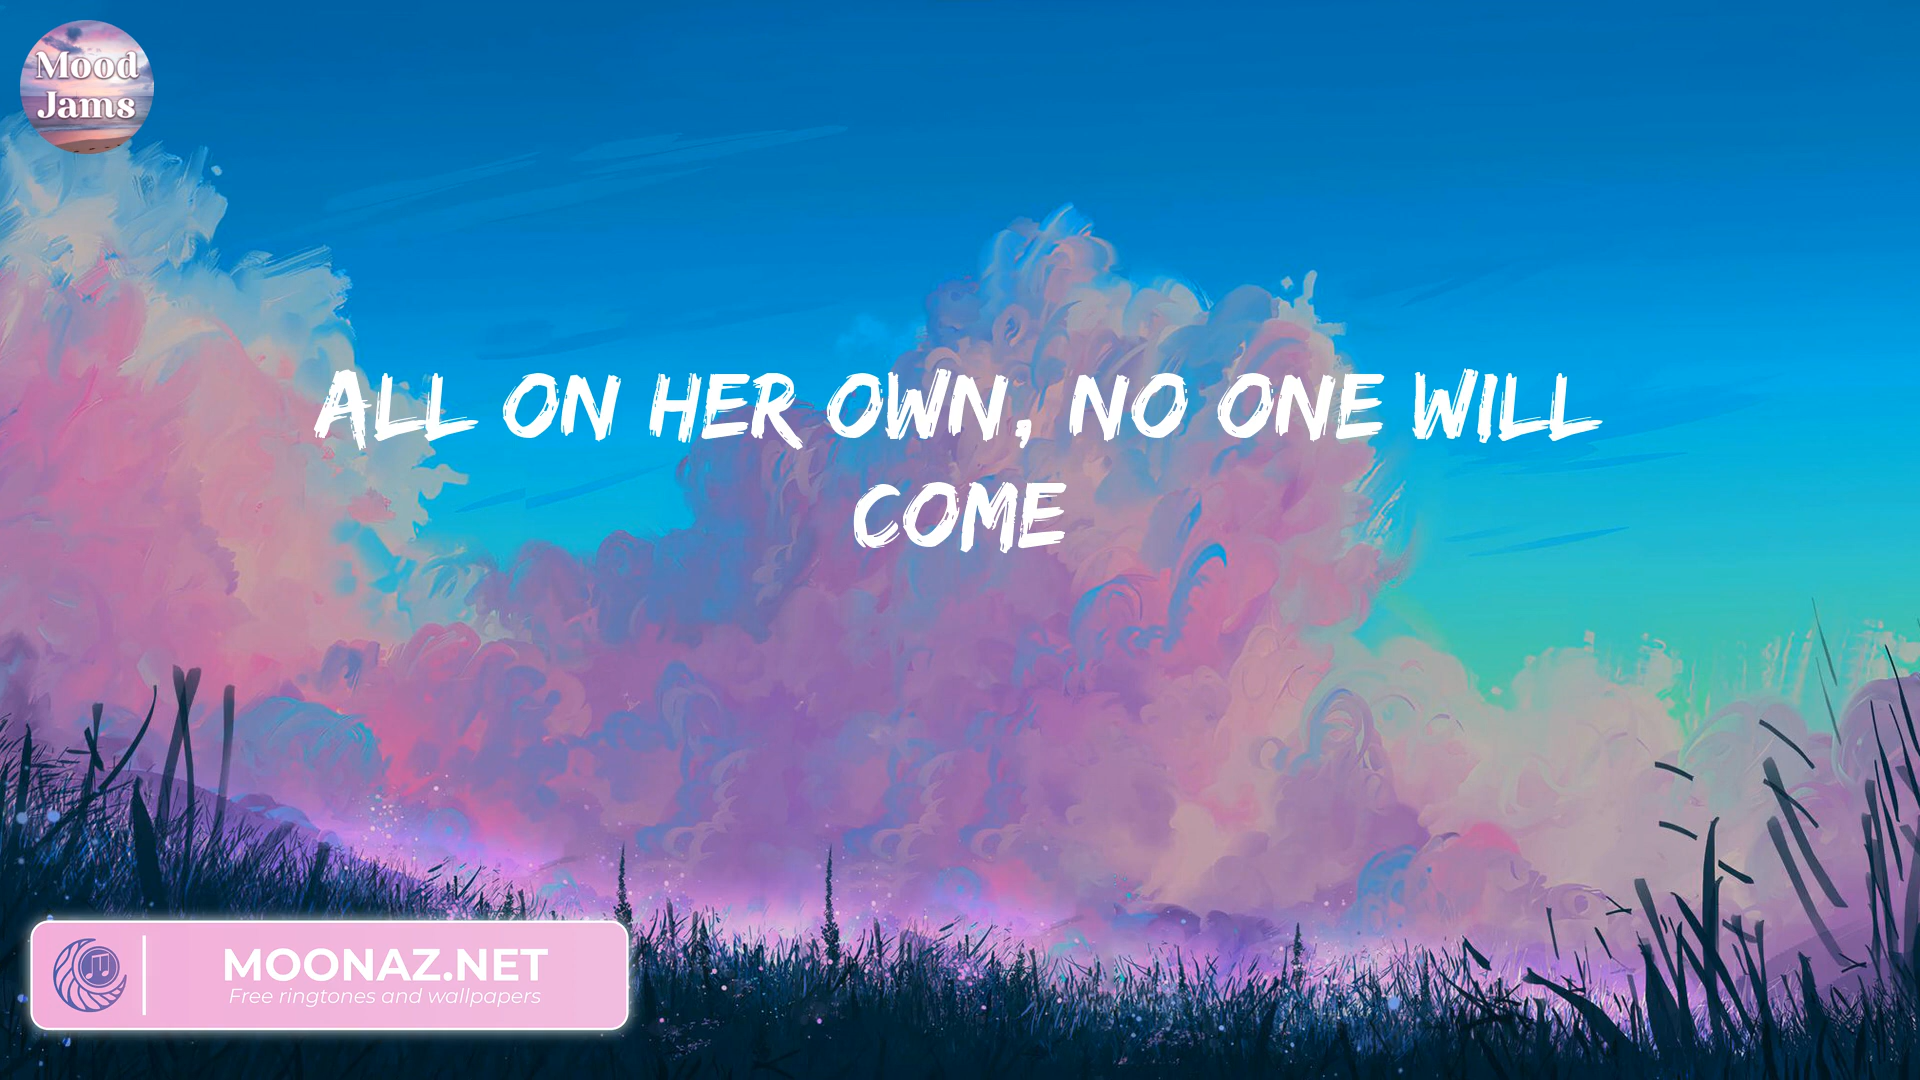 Mood
Jams
ALL ON HER OWN, NO ONE WILL
COME
MOONAZ.NET
Free ringtones and wallpapers